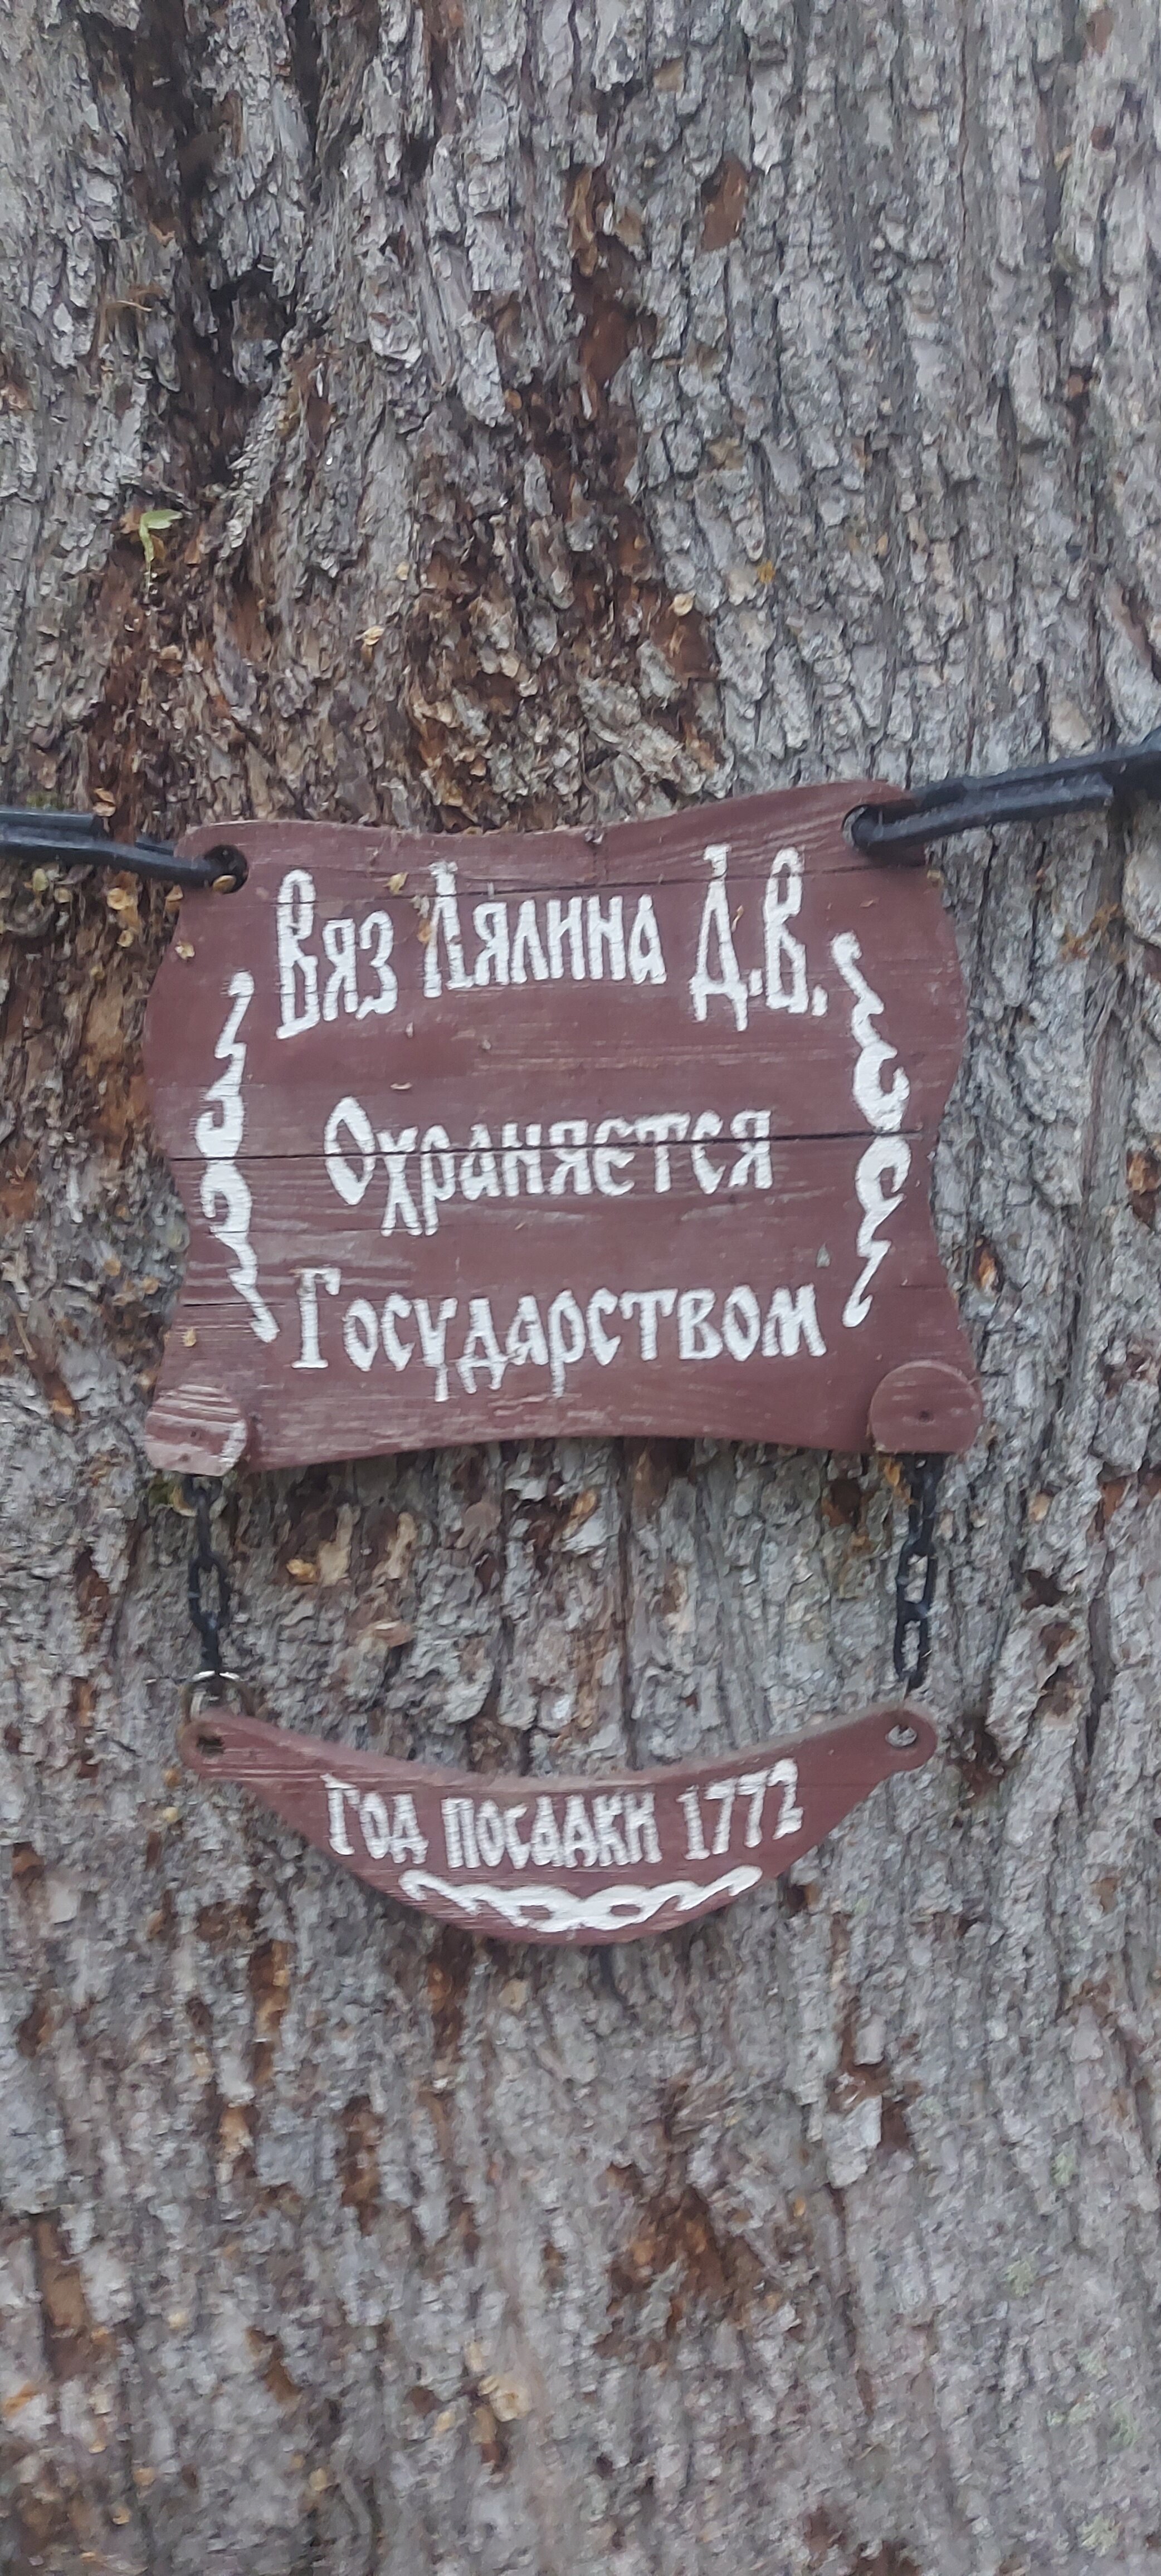 Вяз Лялина Д.В.
Охраняется
Государством
Год посадки 1772